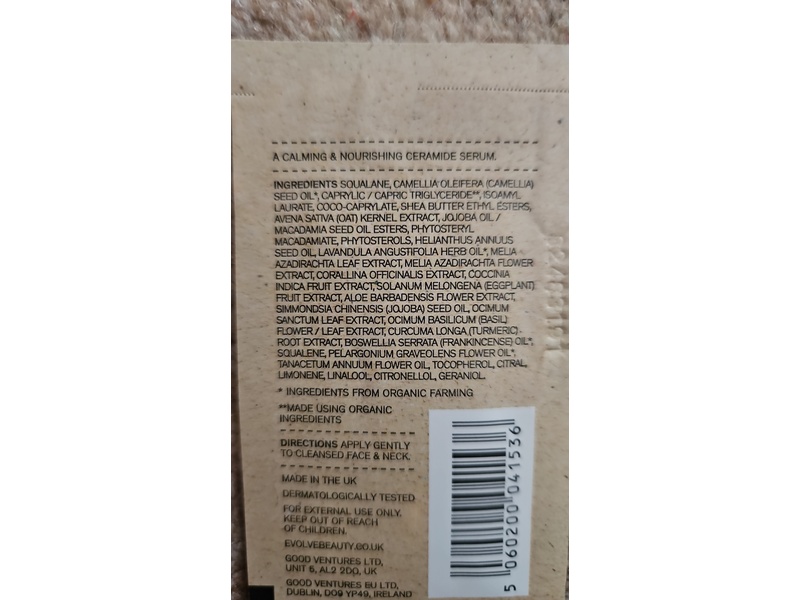 A CALMING & NOURISHING CERAMIDE SERUM.
INGREDIENTS SQUALANE, CAMELLIA OLEIFERA (CAMELLIA)
SEED OIL*, CAPRYLIC / CAPRIC TRIGLYCERIDE**, ISOAMYL
LAURATE, COCO-CAPRYLATE, SHEA BUTTER ETHYL ESTERS,
AVENA SATIVA (OAT) KERNEL EXTRACT, JOJOBA OIL /
MACADAMIA SEED OIL ESTERS, PHYTOSTERYL
MACADAMIATE, PHYTOSTEROLS, HELIANTHUS ANNUUS
SEED OIL, LAVANDULA ANGUSTIFOLIA HERB OIL*, MELIA
AZADIRACHTA LEAF EXTRACT, MELIA AZADIRACHTA FLOWER
EXTRACT, CORALLINA OFFICINALIS EXTRACT, COCCINIA
INDICA FRUIT EXTRACT, SOLANUM MELONGENA (EGGPLANT)
FRUIT EXTRACT, ALOE BARBADENSIS FLOWER EXTRACT,
SIMMONDSIA CHINENSIS (JOJOBA) SEED OIL, OCIMUM
SANCTUM LEAF EXTRACT, OCIMUM BASILICUM (BASIL)
FLOWER / LEAF EXTRACT, CURCUMA LONGA (TURMERIC)
ROOT EXTRACT, BOSWELLIA SERRATA (FRANKINCENSE) OIL*,
SQUALENE, PELARGONIUM GRAVEOLENS FLOWER OIL*,
TANACETUM ANNUUM FLOWER OIL, TOCOPHEROL, CITRAL,
LIMONENE, LINALOOL, CITRONELLOL, GERANIOL.
* INGREDIENTS FROM ORGANIC FARMING
**MADE USING ORGANIC
INGREDIENTS
DIRECTIONS APPLY GENTLY
TO CLEANSED FACE & NECK.
MADE IN THE UK
DERMATOLOGICALLY TESTED
FOR EXTERNAL USE ONLY.
KEEP OUT OF REACH
OF CHILDREN.
EVOLVEBEAUTY.CO.UK
GOOD VENTURES LTD,
UNIT 5, AL2 2DQ, UK
GOOD VENTURES EU LTD,
DUBLIN, D09 YP49, IRELAND
5 060200 041536